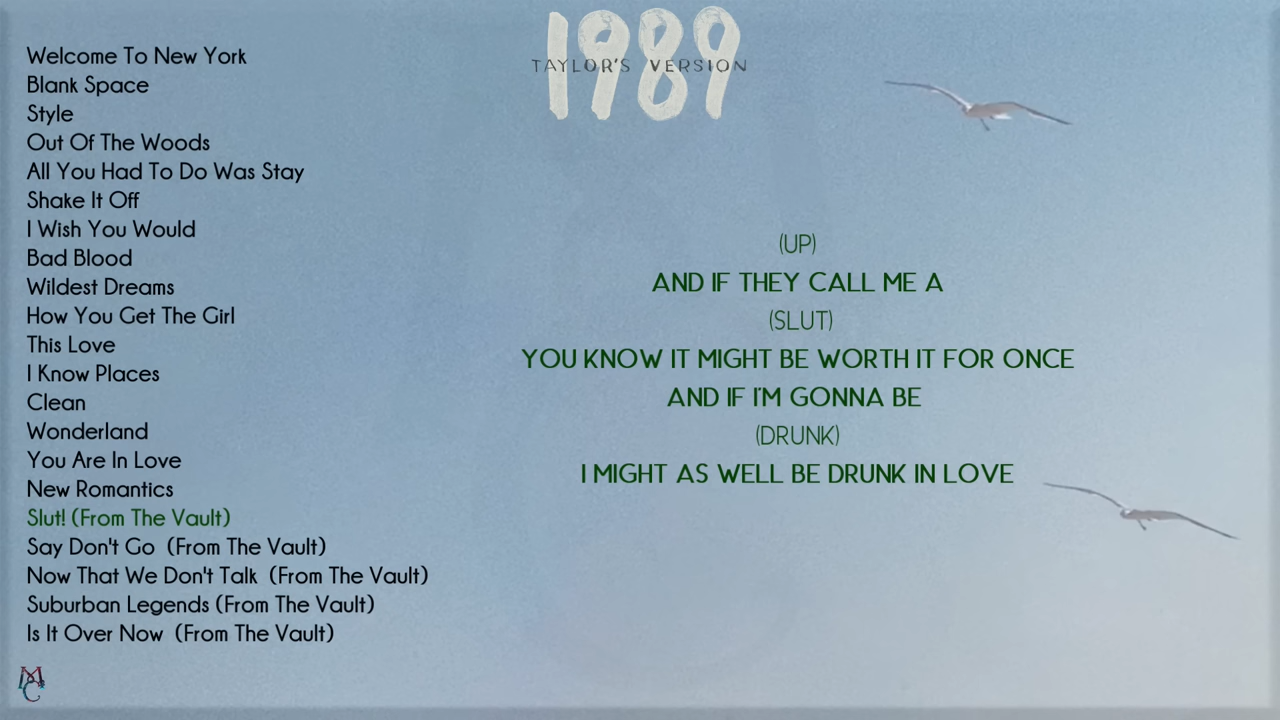 1989
TAYLOR'S VERSION
Welcome To New York
Blank Space
Style
Out Of The Woods
All You Had To Do Was Stay
Shake It Off
I Wish You Would
Bad Blood
Wildest Dreams
How You Get The Girl
This Love
I Know Places
Clean
Wonderland
You Are In Love
New Romantics
Slut! (From The Vault)
Say Don't Go (From The Vault)
Now That We Don't Talk (From The Vault)
Suburban Legends (From The Vault)
Is It Over Now (From The Vault)
(UP)
AND IF THEY CALL ME A
(SLUT)
YOU KNOW IT MIGHT BE WORTH IT FOR ONCE
AND IF I'M GONNA BE
(DRUNK)
I MIGHT AS WELL BE DRUNK IN LOVE